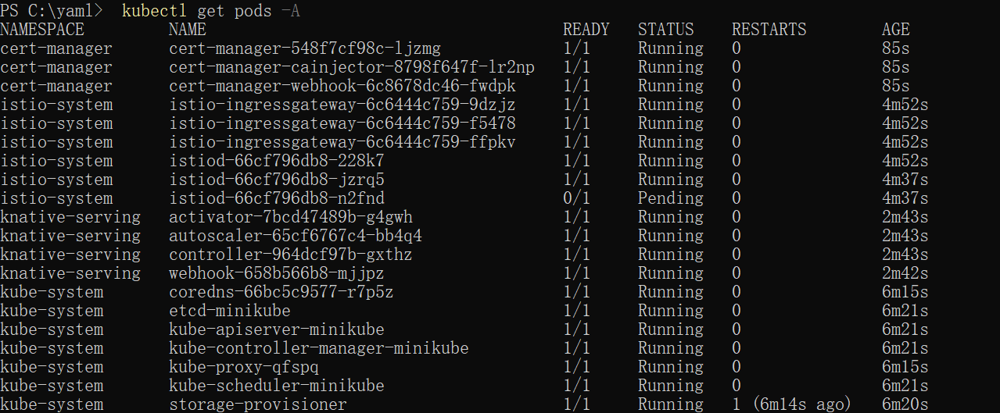 PS C:\yaml>  kubectl get pods -A
NAMESPACE         NAME                                      READY   STATUS    RESTARTS        AGE
cert-manager      cert-manager-548f7cf98c-ljzmg             1/1     Running   0               85s
cert-manager      cert-manager-cainjector-8798f647f-lr2np   1/1     Running   0               85s
cert-manager      cert-manager-webhook-6c8678dc46-fwdpk     1/1     Running   0               85s
istio-system      istio-ingressgateway-6c6444c759-9dzjz     1/1     Running   0               4m52s
istio-system      istio-ingressgateway-6c6444c759-f5478     1/1     Running   0               4m52s
istio-system      istio-ingressgateway-6c6444c759-ffpkv     1/1     Running   0               4m52s
istio-system      istiod-66cf796db8-228k7                   1/1     Running   0               4m52s
istio-system      istiod-66cf796db8-jzrq5                   1/1     Running   0               4m37s
istio-system      istiod-66cf796db8-n2fnd                   0/1     Pending   0               4m37s
knative-serving   activator-7bcd47489b-g4gwh                1/1     Running   0               2m43s
knative-serving   autoscaler-65cf6767c4-bb4q4               1/1     Running   0               2m43s
knative-serving   controller-964dcf97b-gxthz                1/1     Running   0               2m43s
knative-serving   webhook-658b566b8-mjjpz                   1/1     Running   0               2m42s
kube-system       coredns-66bc5c9577-r7p5z                  1/1     Running   0               6m15s
kube-system       etcd-minikube                             1/1     Running   0               6m21s
kube-system       kube-apiserver-minikube                   1/1     Running   0               6m21s
kube-system       kube-controller-manager-minikube          1/1     Running   0               6m21s
kube-system       kube-proxy-qfspq                          1/1     Running   0               6m15s
kube-system       kube-scheduler-minikube                   1/1     Running   0               6m21s
kube-system       storage-provisioner                       1/1     Running   1 (6m14s ago)   6m20s